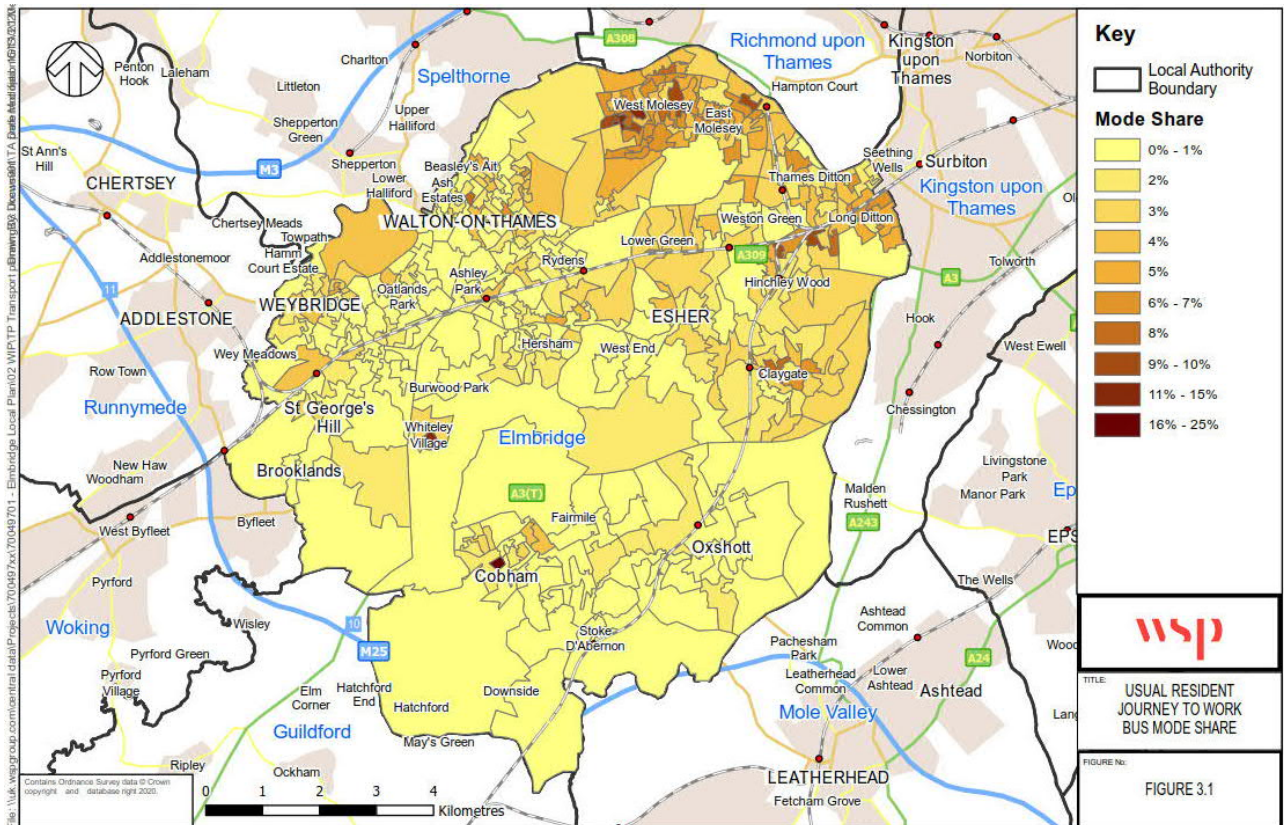 Penton
Hook
Laleham
Charlton
Littleton
Spelthorne
A308
Richmond upon
Thames
Kingston
upon
Thames
Norbiton
Hampton Court
Shepperton
Green
Upper
Halliford
West Molesey
East
Molesey
St Ann's
Hill
M3
Shepperton
Lower
Halliford
Beasley's Ait
Ash
Estates
Seething
Wells
Surbiton
CHERTSEY
Thames Ditton
Kingston upon
Thames
Chertsey Meads
WALTON-ON-THAMES
Weston Green
Long Ditton
Towpath
Hamm
Court Estate
Addlestonemoor
Lower Green
A309
Tolworth
Rydens
Ashley
Park
A3
11
Oatlands
Park
Hinchley Wood
WEYBRIDGE
ADDLESTONE
ESHER
Hook
Wey Meadows
Hersham
West End
West Ewell
Row Town
Claygate
Burwood Park
Runnymede
Chessington
St George's
Hill
Whiteley
Village
Elmbridge
New Haw
Woodham
Brooklands
Livingstone
Park
Manor Park
Ep
A3(T)
Malden
Rushett
West Byfleet
Byfleet
Fairmile
A243
EPS
Oxshott
Pyrford
Cobham
The Wells
Woking
Wisley
10
Stoke
D'Abernon
Ashtead
Common
Pyrford Green
M25
Pachesham
Park
Pyrford
Village
Leatherhead
Common
Lower
Ashtead
A24
Elm
Corner
Hatchford
End
Hatchford
Downside
Ashtead
Guildford
May's Green
Mole Valley
Ripley
Ockham
LEATHERHEAD
Fetcham Grove
Contains Ordnance Survey data © Crown
copyright and database right 2020.
0 1 2 3 4
Kilometres
Key
Local Authority
Boundary
Mode Share
0% - 1%
2%
3%
4%
5%
6% - 7%
8%
9% - 10%
11% - 15%
16% - 25%
wsp
TITLE:
USUAL RESIDENT
JOURNEY TO WORK
BUS MODE SHARE
FIGURE No:
FIGURE 3.1